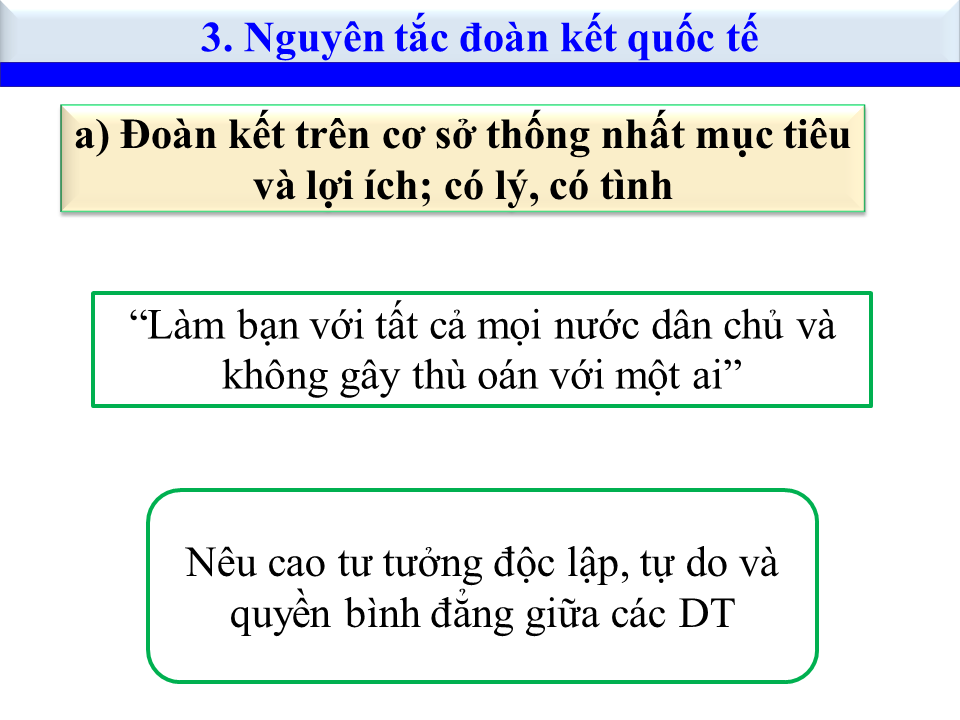 3. Nguyên tắc đoàn kết quốc tế
a) Đoàn kết trên cơ sở thống nhất mục tiêu
và lợi ích; có lý, có tình
“Làm bạn với tất cả mọi nước dân chủ và
không gây thù oán với một ai”
Nêu cao tư tưởng độc lập, tự do và
quyền bình đẳng giữa các DT